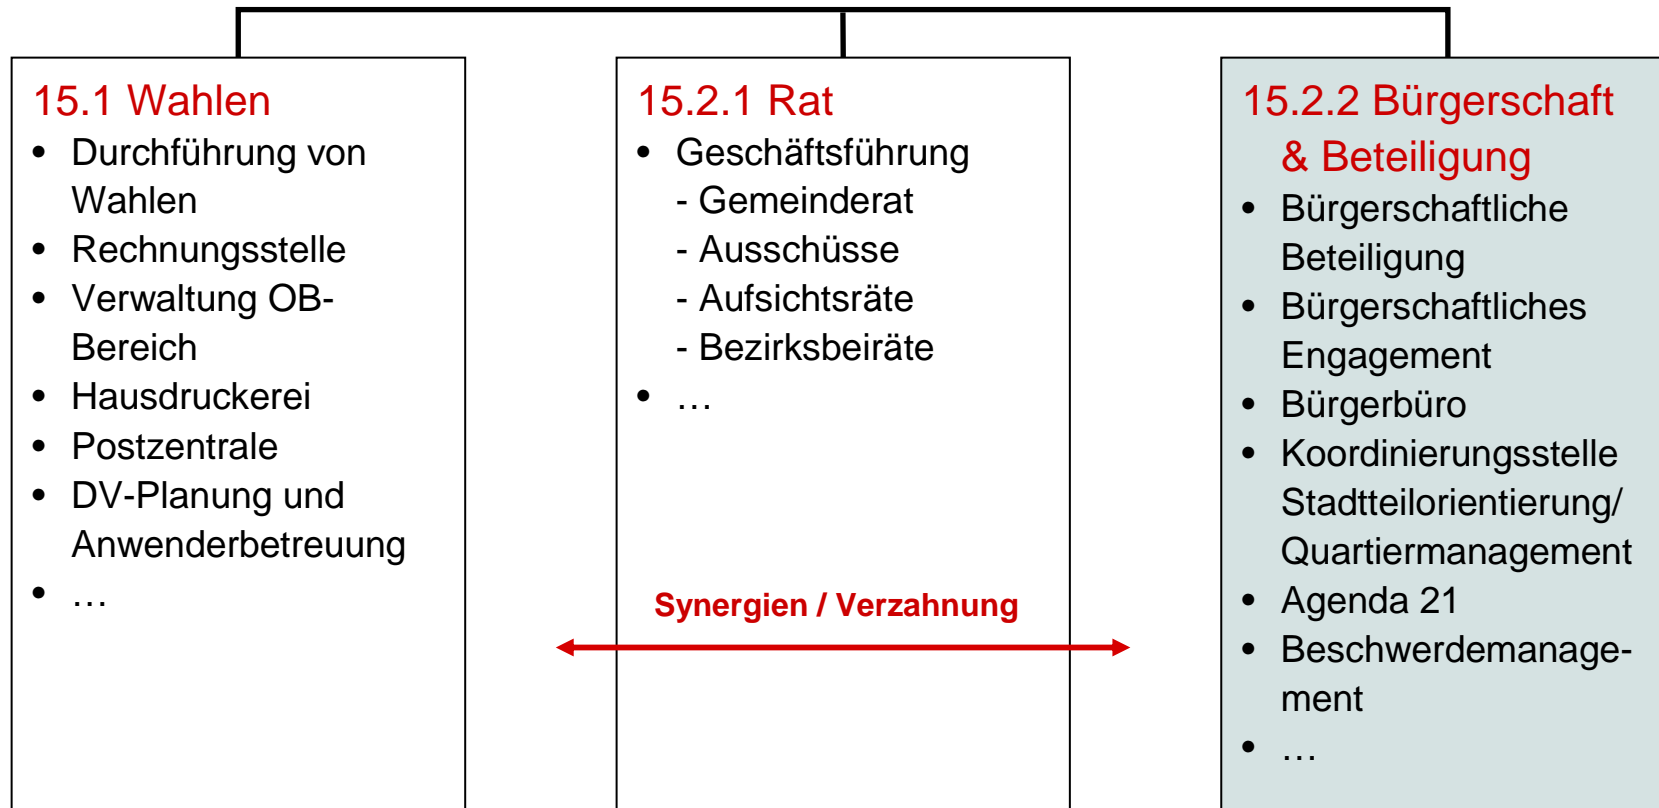 15.1 Wahlen
• Durchführung von
Wahlen
• Rechnungsstelle
• Verwaltung OB-
Bereich
• Hausdruckerei
• Postzentrale
• DV-Planung und
Anwenderbetreuung
• …
15.2.1 Rat
• Geschäftsführung
- Gemeinderat
- Ausschüsse
- Aufsichtsräte
- Bezirksbeiräte
• …
Synergien / Verzahnung
15.2.2 Bürgerschaft
& Beteiligung
• Bürgerschaftliche
Beteiligung
• Bürgerschaftliches
Engagement
• Bürgerbüro
• Koordinierungsstelle
Stadtteilorientierung/
Quartiermanagement
• Agenda 21
• Beschwerdemanage-
ment
• …